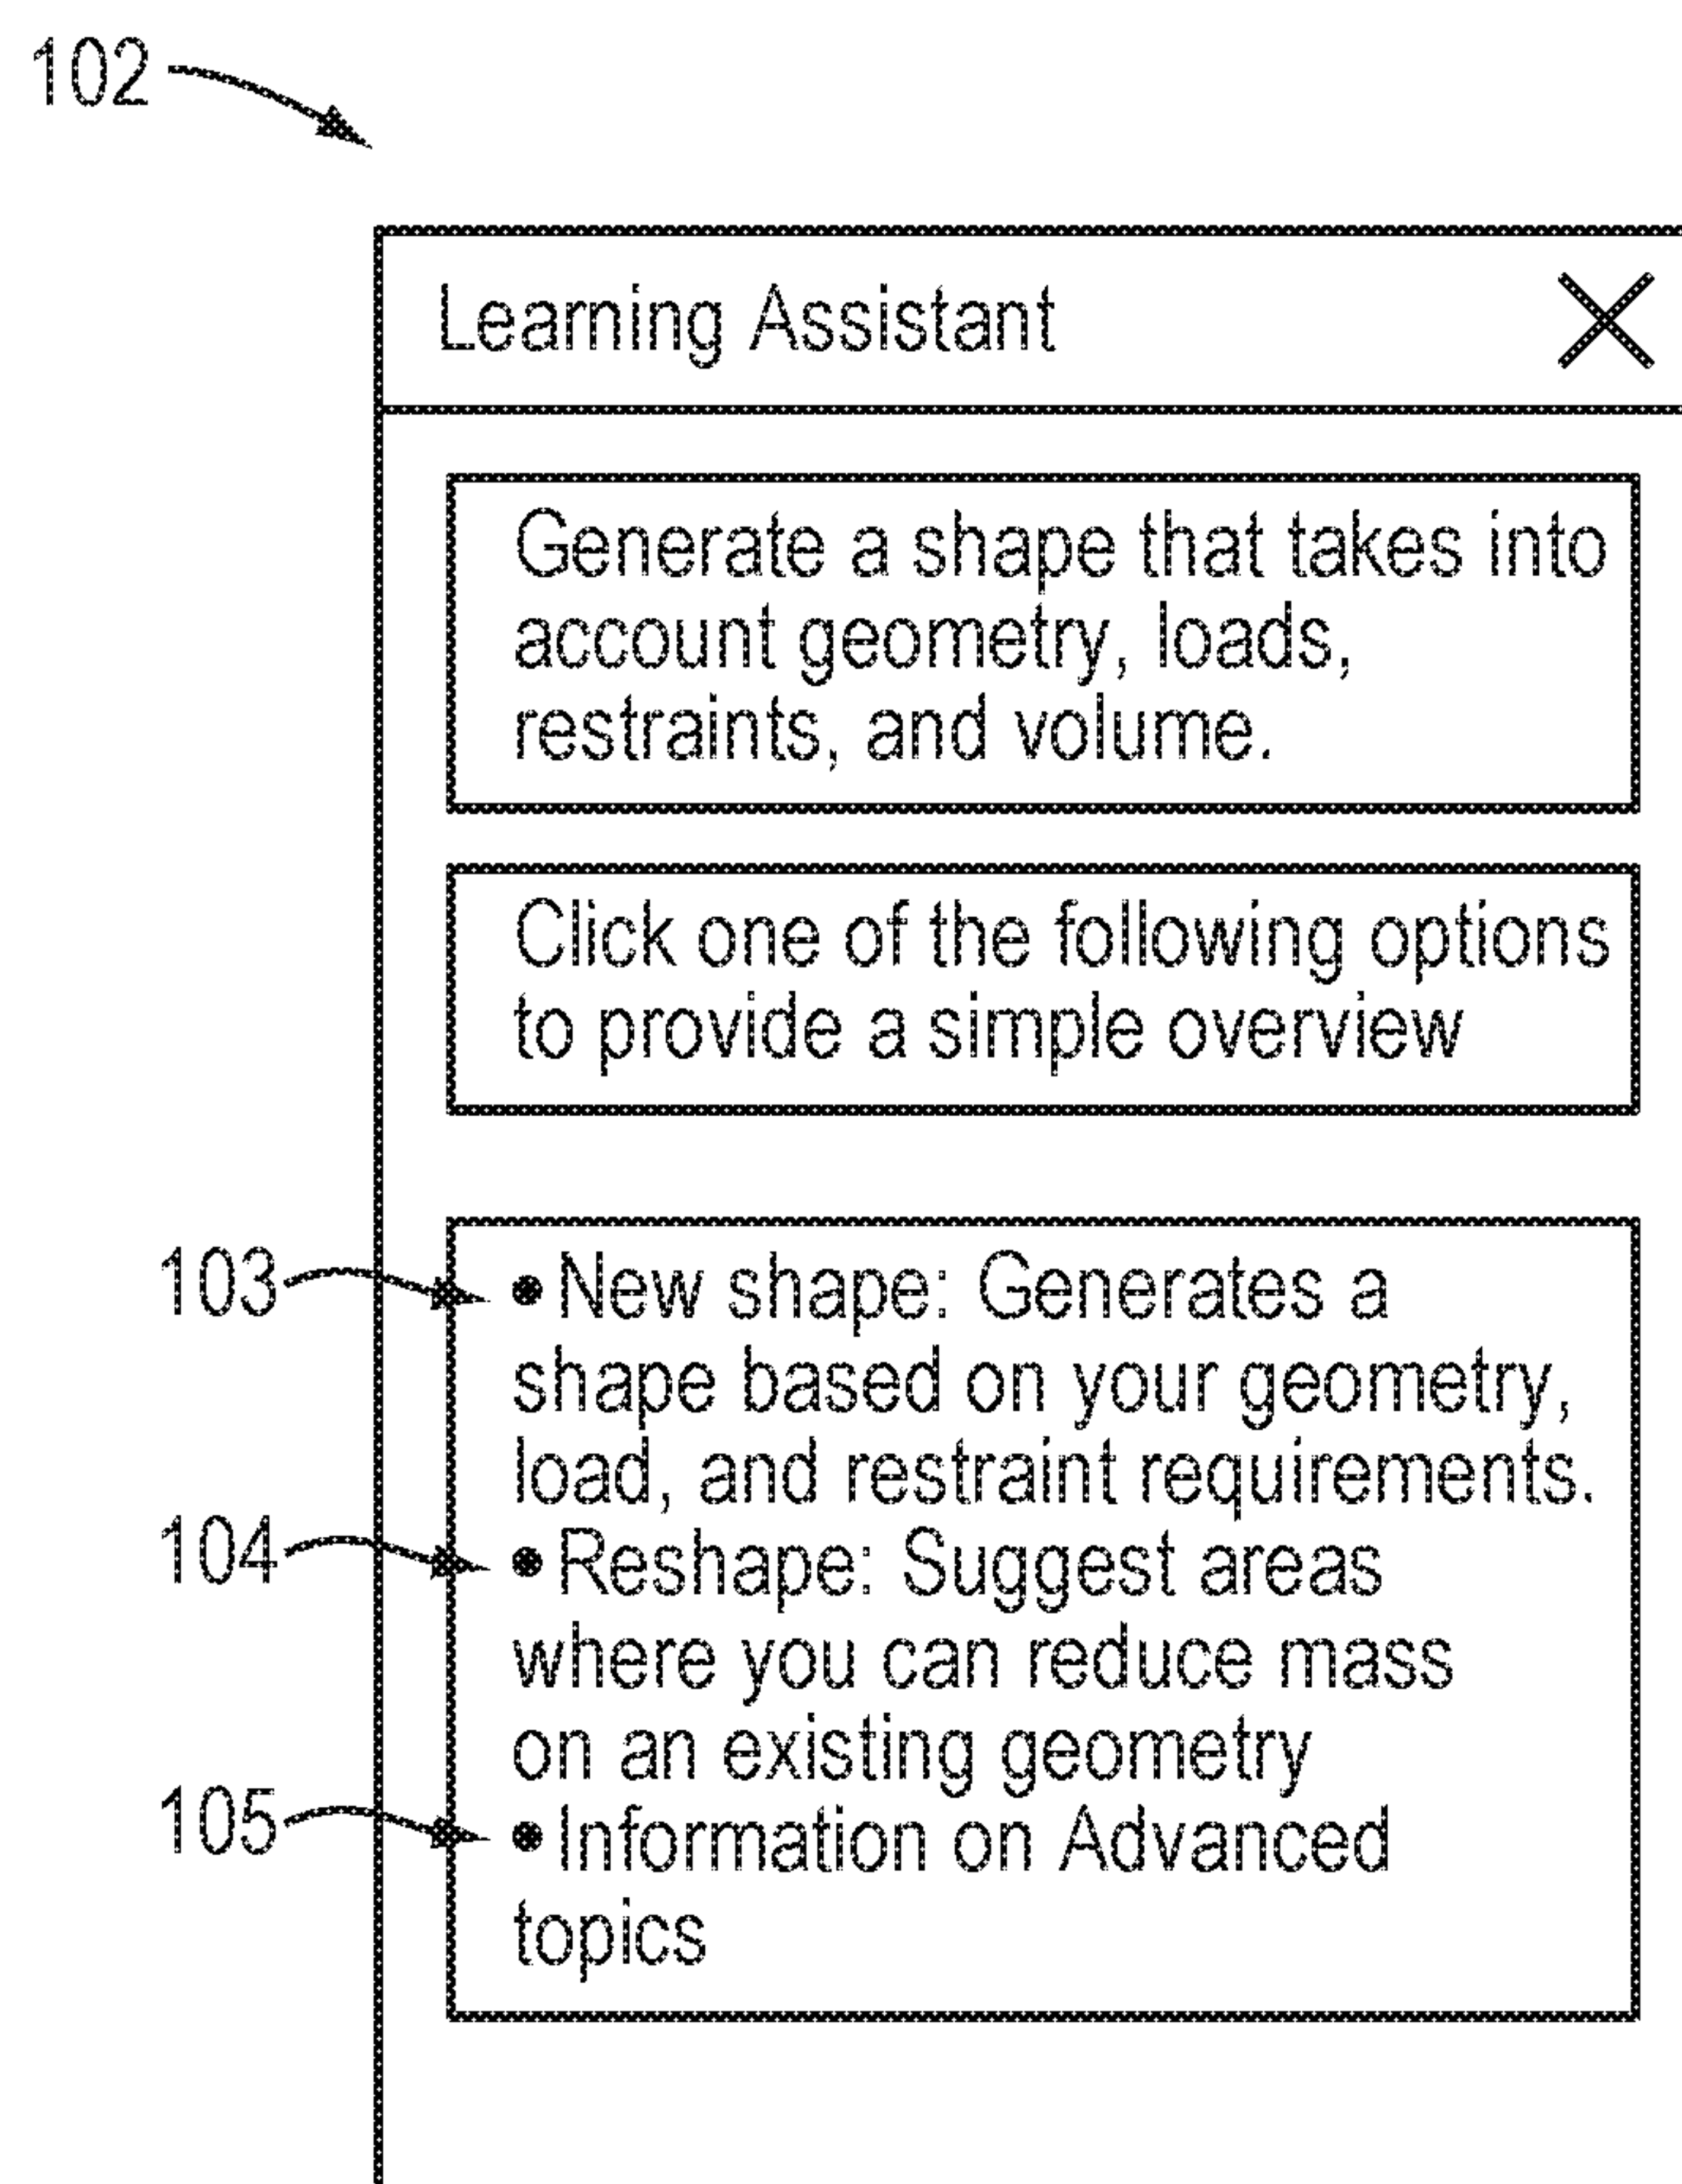 102
Learning Assistant
Generate a shape that takes into
account geometry, loads,
restraints, and volume.
Click one of the following options
to provide a simple overview
103
• New shape: Generates a
shape based on your geometry,
load, and restraint requirements.
104
• Reshape: Suggest areas
where you can reduce mass
on an existing geometry
105
• Information on Advanced
topics